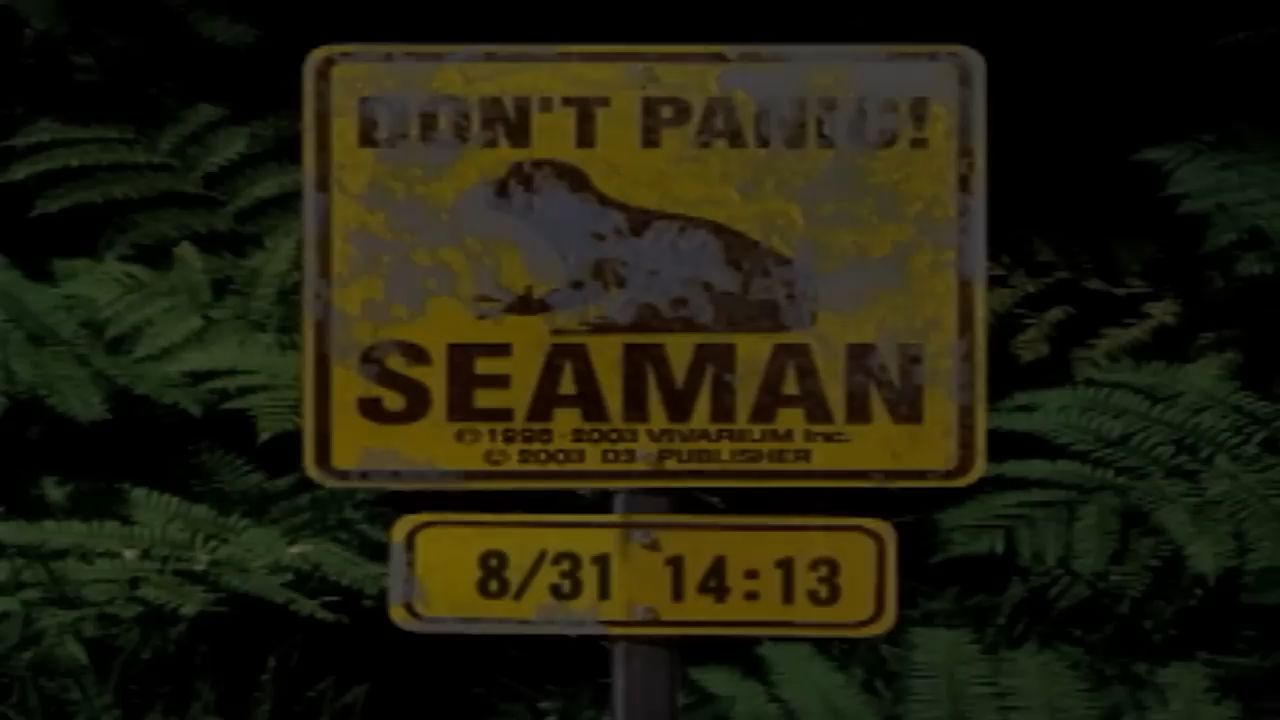 DON'T PANIC!
SEAMAN
© 1998-2003 VIVARIUM Inc.
© 2003 D3 PUBLISHER
8/31 14:13